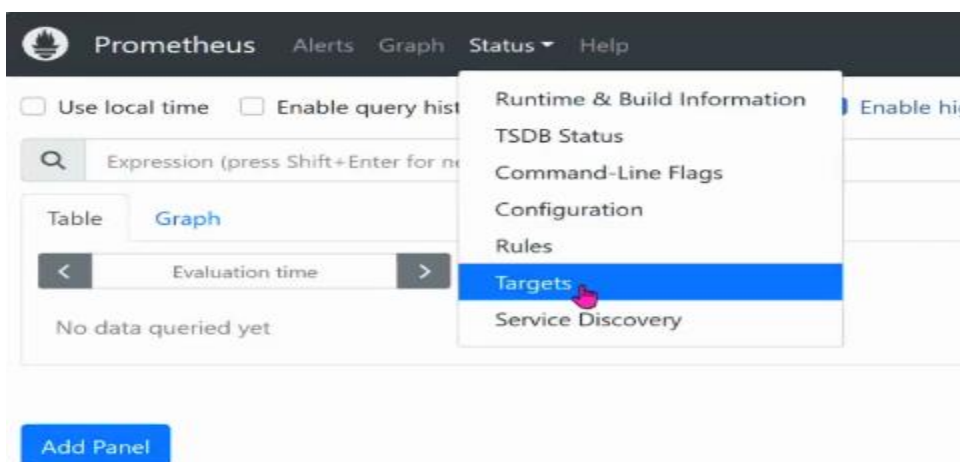 Prometheus Alerts Graph Status Help
Use local time Enable query hist Enable hi
Expression (press Shift+Enter for ne
Table Graph
< Evaluation time >
No data queried yet
Runtime & Build Information
TSDB Status
Command-Line Flags
Configuration
Rules
Targets
Service Discovery
Add Panel